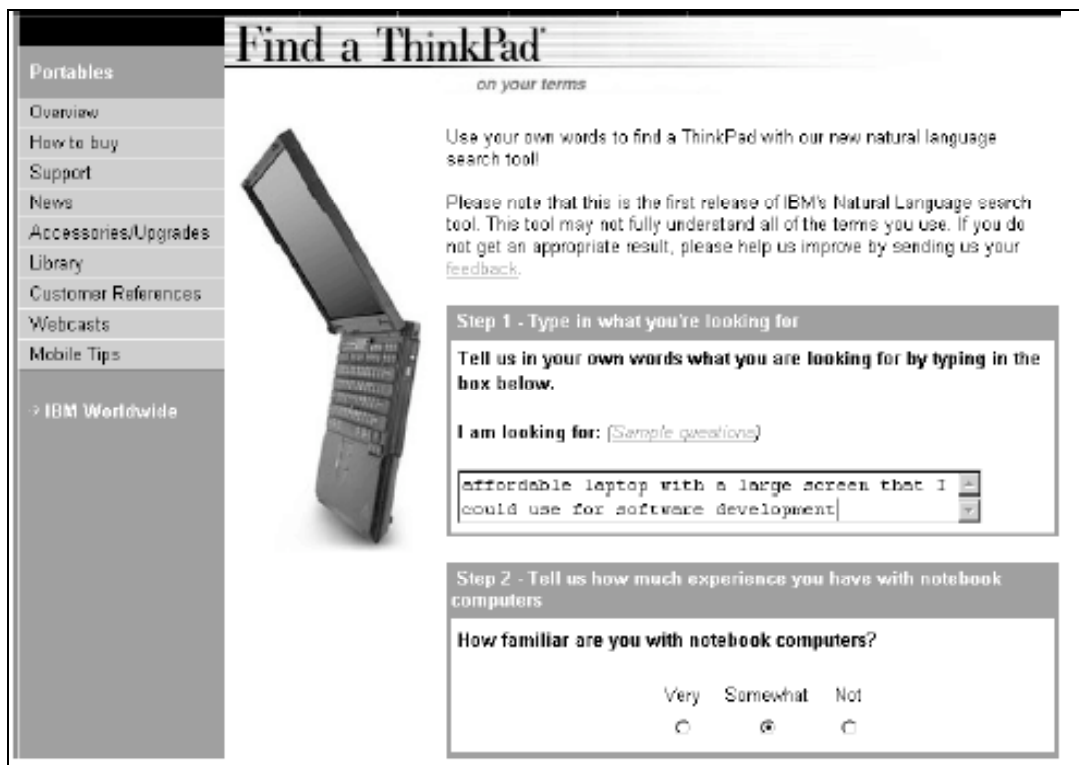 Find a ThinkPad*
on your terms
Portables
Overview
How to buy
Support
News
Accessories/Upgrades
Library
Customer References
Webcasts
Mobile Tips
IBM Worldwide
Use your own words to find a ThinkPad with our new natural language
search tool!
Please note that this is the first release of IBM's Natural Language search
tool. This tool may not fully understand all of the terms you use. If you do
not get an appropriate result, please help us improve by sending us your
feedback.
Step 1 - Type in what you're looking for
Tell us in your own words what you are looking for by typing in the
box below.
I am looking for: (Sample questions)
affordable laptop with a large screen that I
could use for software development
Step 2 - Tell us how much experience you have with notebook
computers
How familiar are you with notebook computers?
Very Somewhat Not